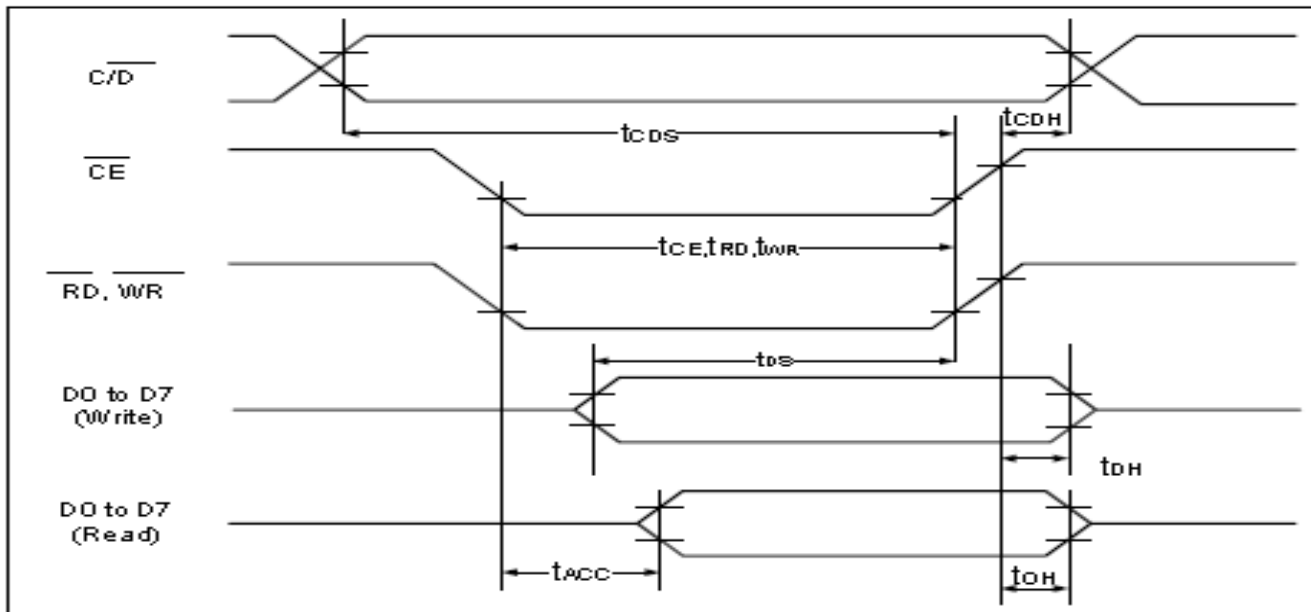 C/D
tCDH
tCDS
CE
tCE,tRD,tWR
RD, WR
tDS
D0 to D7
(Write)
tDH
D0 to D7
(Read)
tACC
tOH